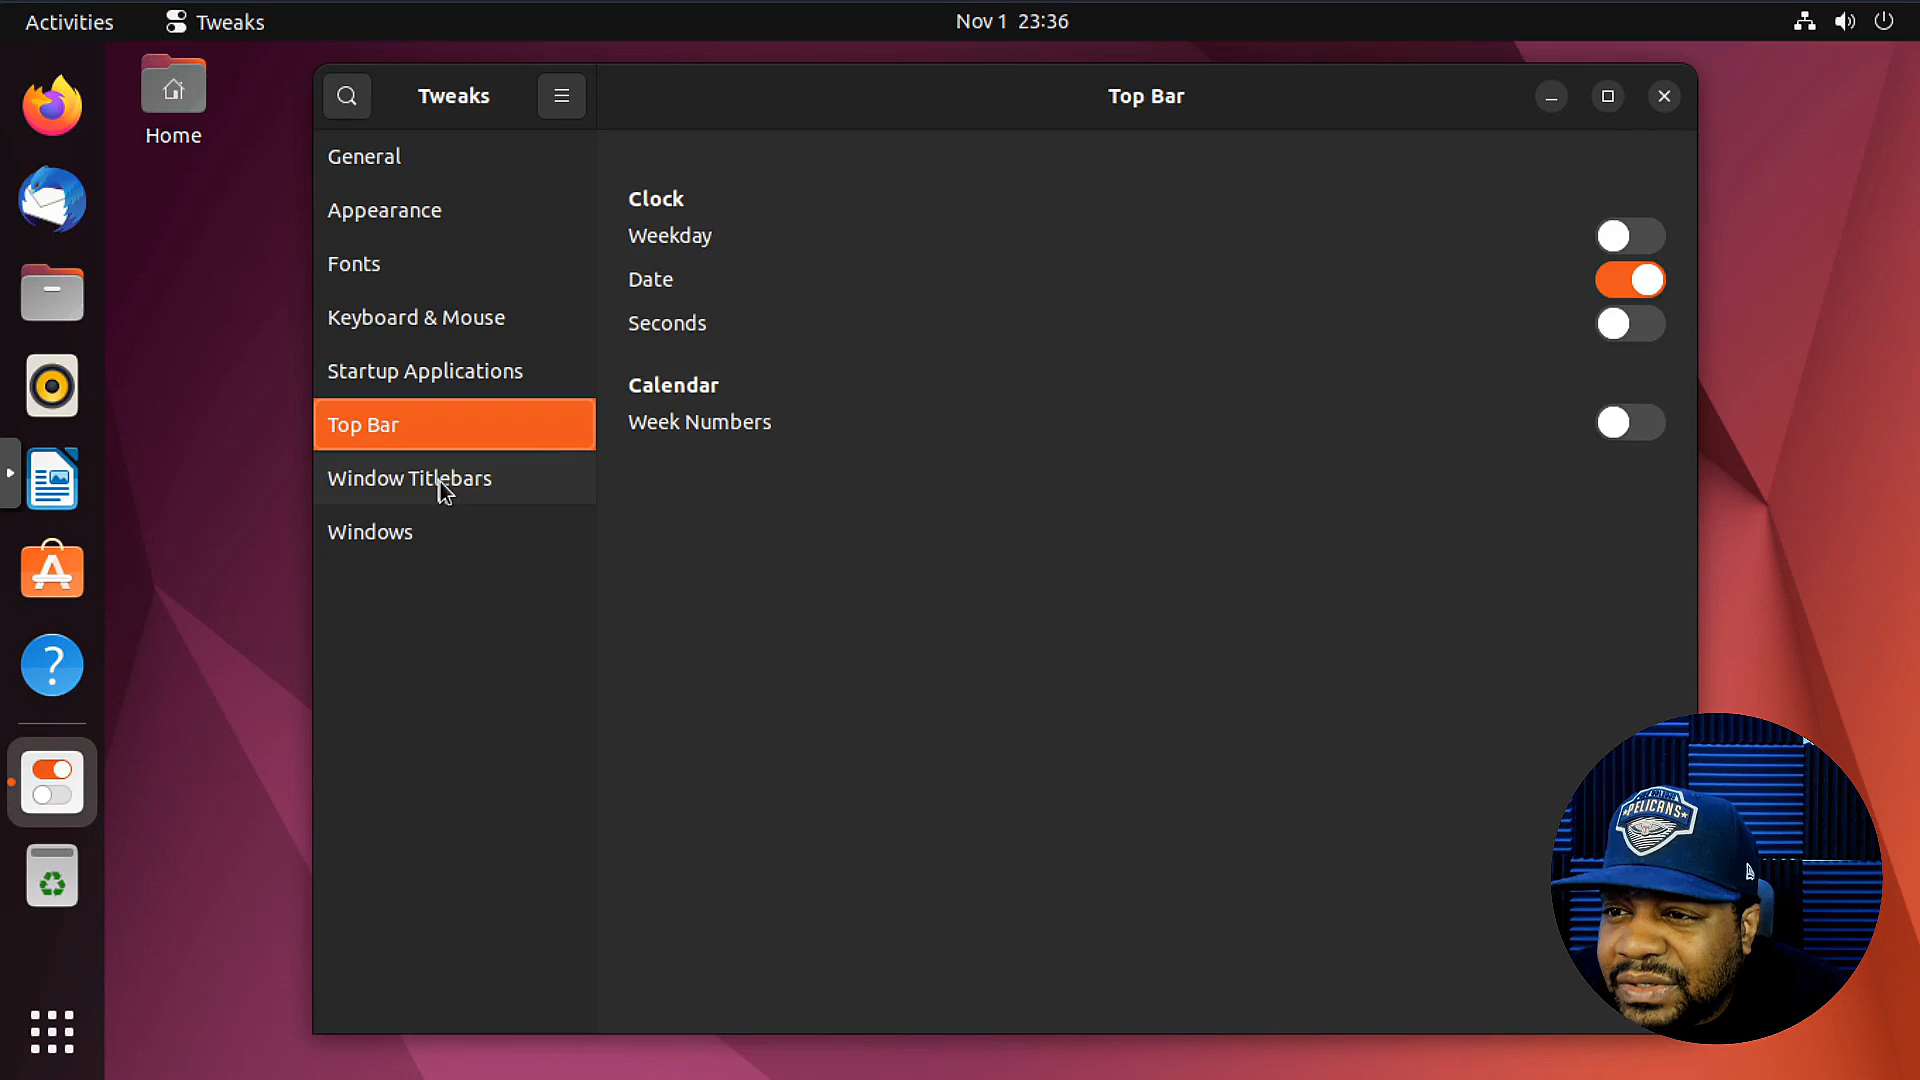 Activities
Tweaks
Nov 1 23:36
Home
Tweaks
Top Bar
General
Appearance
Fonts
Keyboard & Mouse
Startup Applications
Top Bar
Window Titlebars
Windows
Clock
Weekday
Date
Seconds
Calendar
Week Numbers
PELICANS